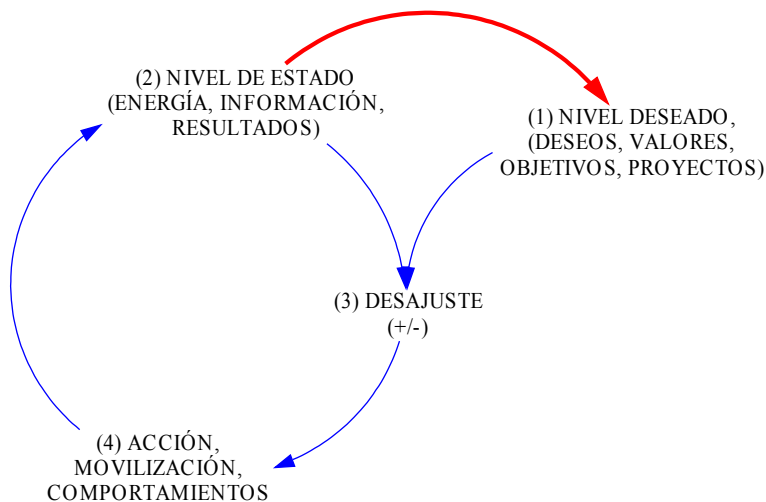 (2) NIVEL DE ESTADO
(ENERGÍA, INFORMACIÓN,
RESULTADOS)
(1) NIVEL DESEADO,
(DESEOS, VALORES,
OBJETIVOS, PROYECTOS)
(3) DESAJUSTE
(+/-)
(4) ACCIÓN,
MOVILIZACIÓN,
COMPORTAMIENTOS